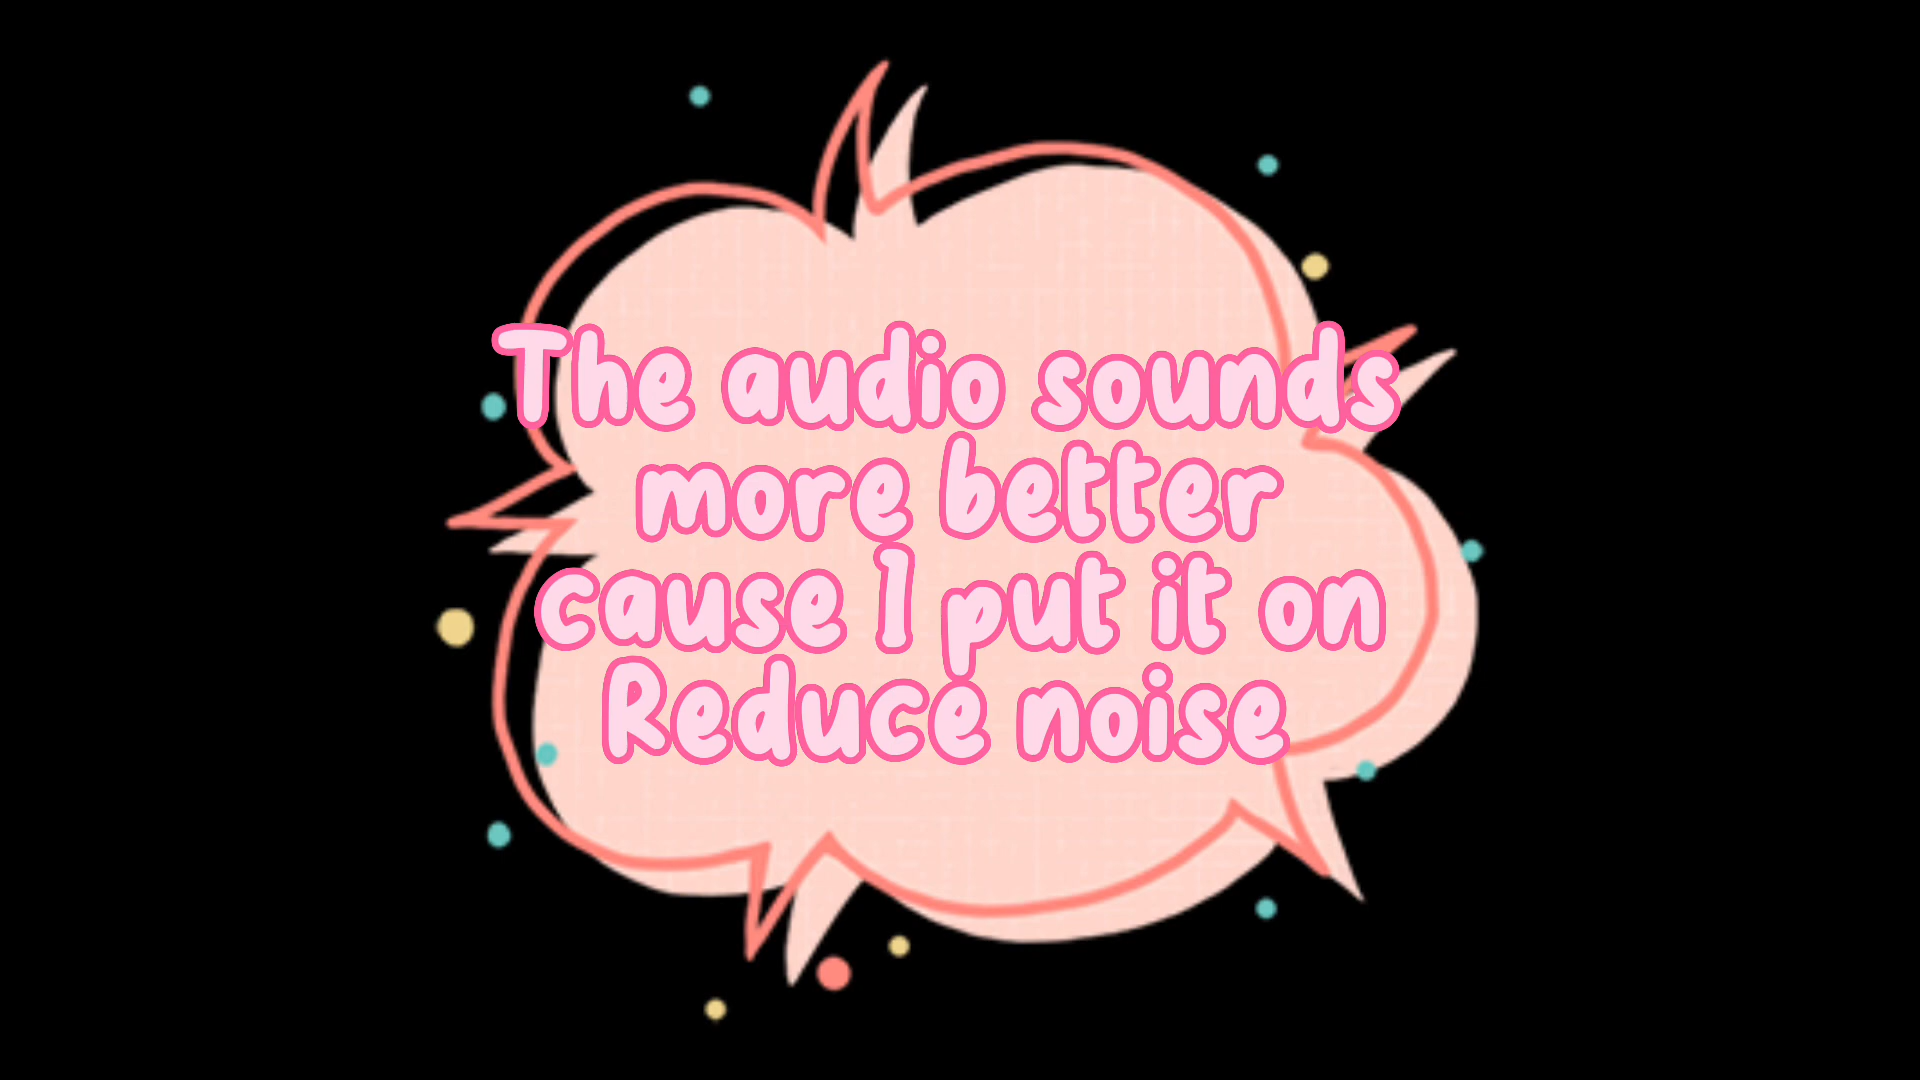 The audio sounds
more better
cause I put it on
Reduce noise